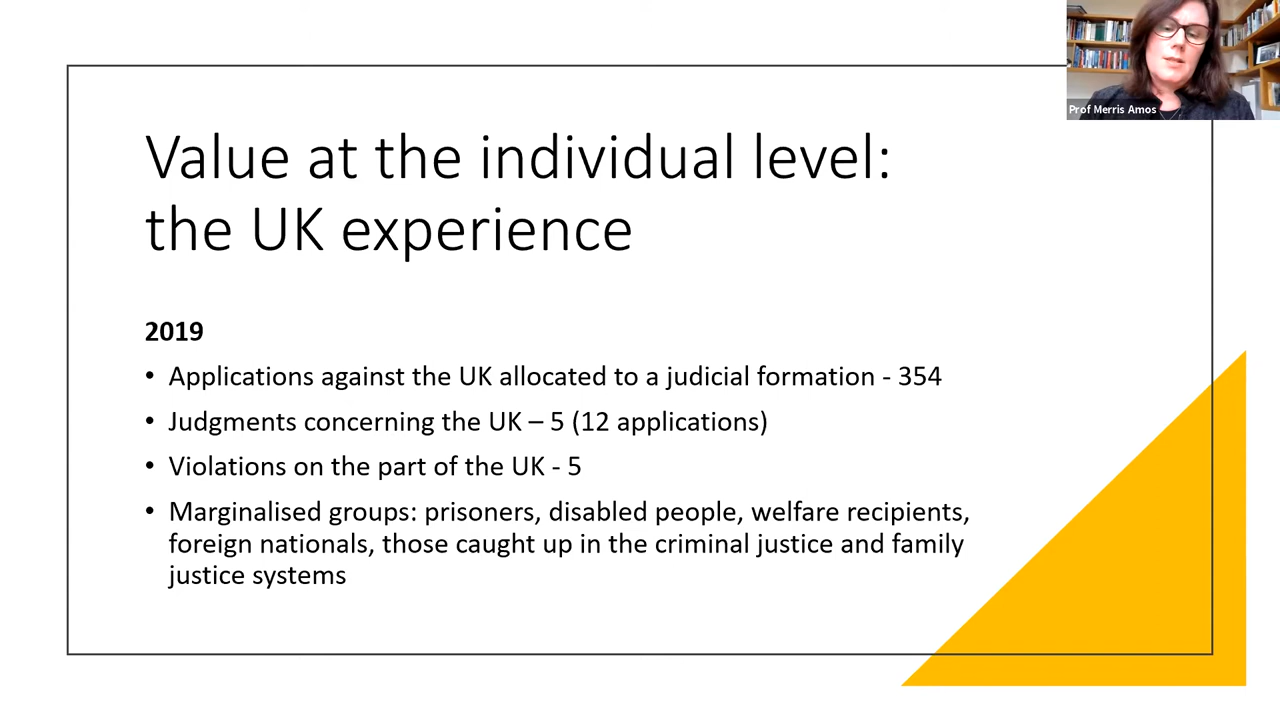 Prof Merris Amos
Value at the individual level:
the UK experience
2019
• Applications against the UK allocated to a judicial formation - 354
• Judgments concerning the UK – 5 (12 applications)
• Violations on the part of the UK - 5
• Marginalised groups: prisoners, disabled people, welfare recipients,
foreign nationals, those caught up in the criminal justice and family
justice systems